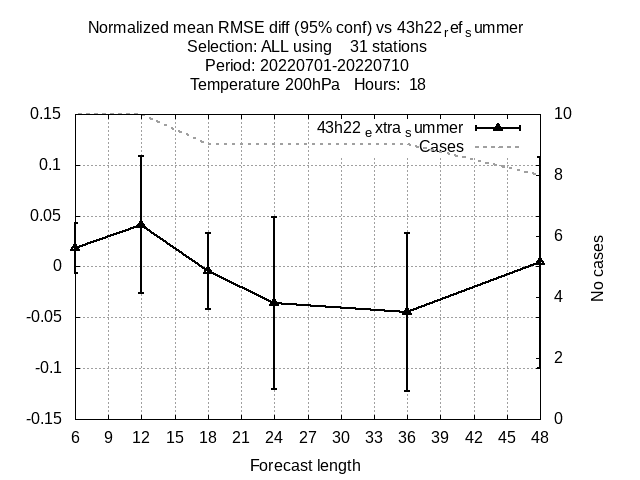 Normalized mean RMSE diff (95% conf) vs 43h22refsummer
Selection: ALL using 31 stations
Period: 20220701-20220710
Temperature 200hPa Hours: 18
43h22extrasummer
Cases
0.15
0.1
0.05
0
-0.05
-0.1
-0.15
10
8
6
4
2
0
No cases
6 9 12 15 18 21 24 27 30 33 36 39 42 45 48
Forecast length